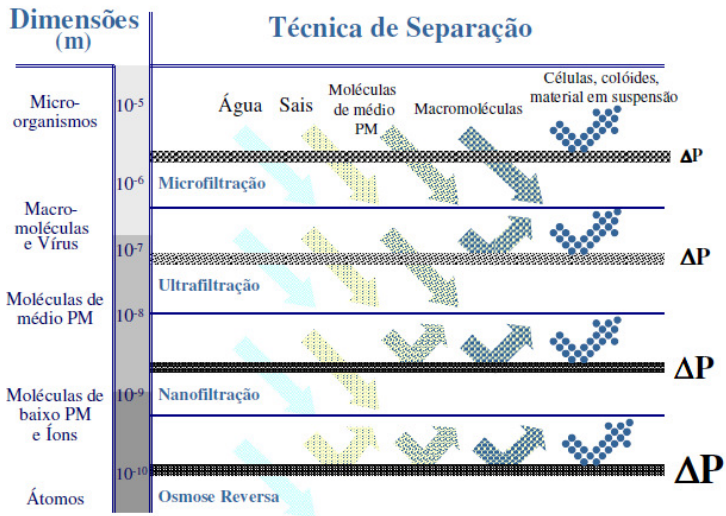 Dimensões
(m)
Técnica de Separação
Micro-
organismos
10-5
Água
Sais
Moléculas
de médio
PM
Macromoléculas
Células, colóides,
material em suspensão
ΔP
10-6
Microfiltração
Macro-
moléculas
e Vírus
10-7
ΔP
Ultrafiltração
Moléculas de
médio PM
10-8
ΔP
10-9
Nanofiltração
Moléculas de
baixo PM
e Íons
10-10
ΔP
Átomos
Osmose Reversa